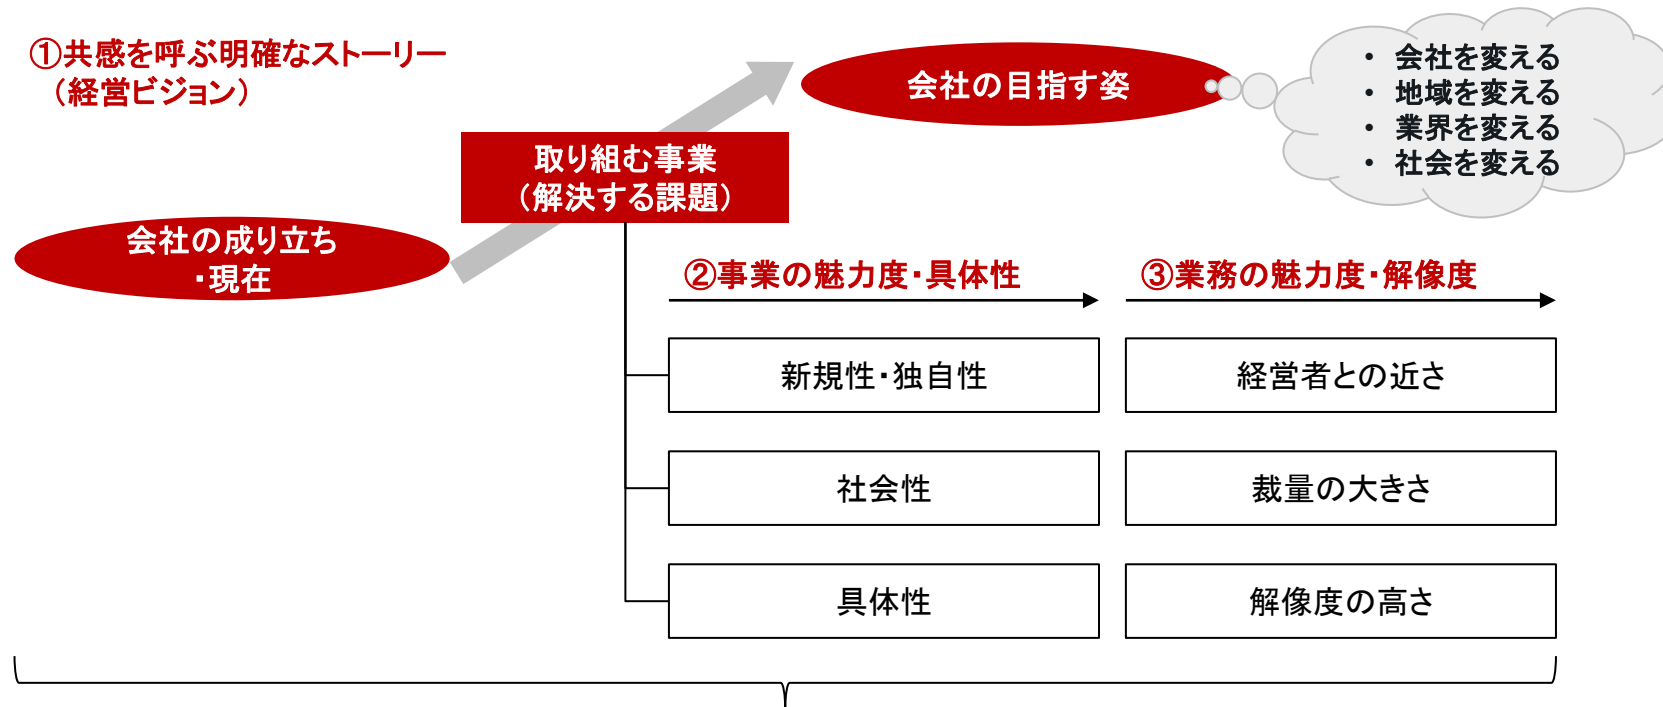 ①共感を呼ぶ明確なストーリー
（経営ビジョン）
会社の目指す姿
・ 会社を変える
・ 地域を変える
・ 業界を変える
・ 社会を変える
取り組む事業
（解決する課題）
会社の成り立ち
・現在
②事業の魅力度・具体性
③業務の魅力度・解像度
新規性・独自性
経営者との近さ
社会性
裁量の大きさ
具体性
解像度の高さ